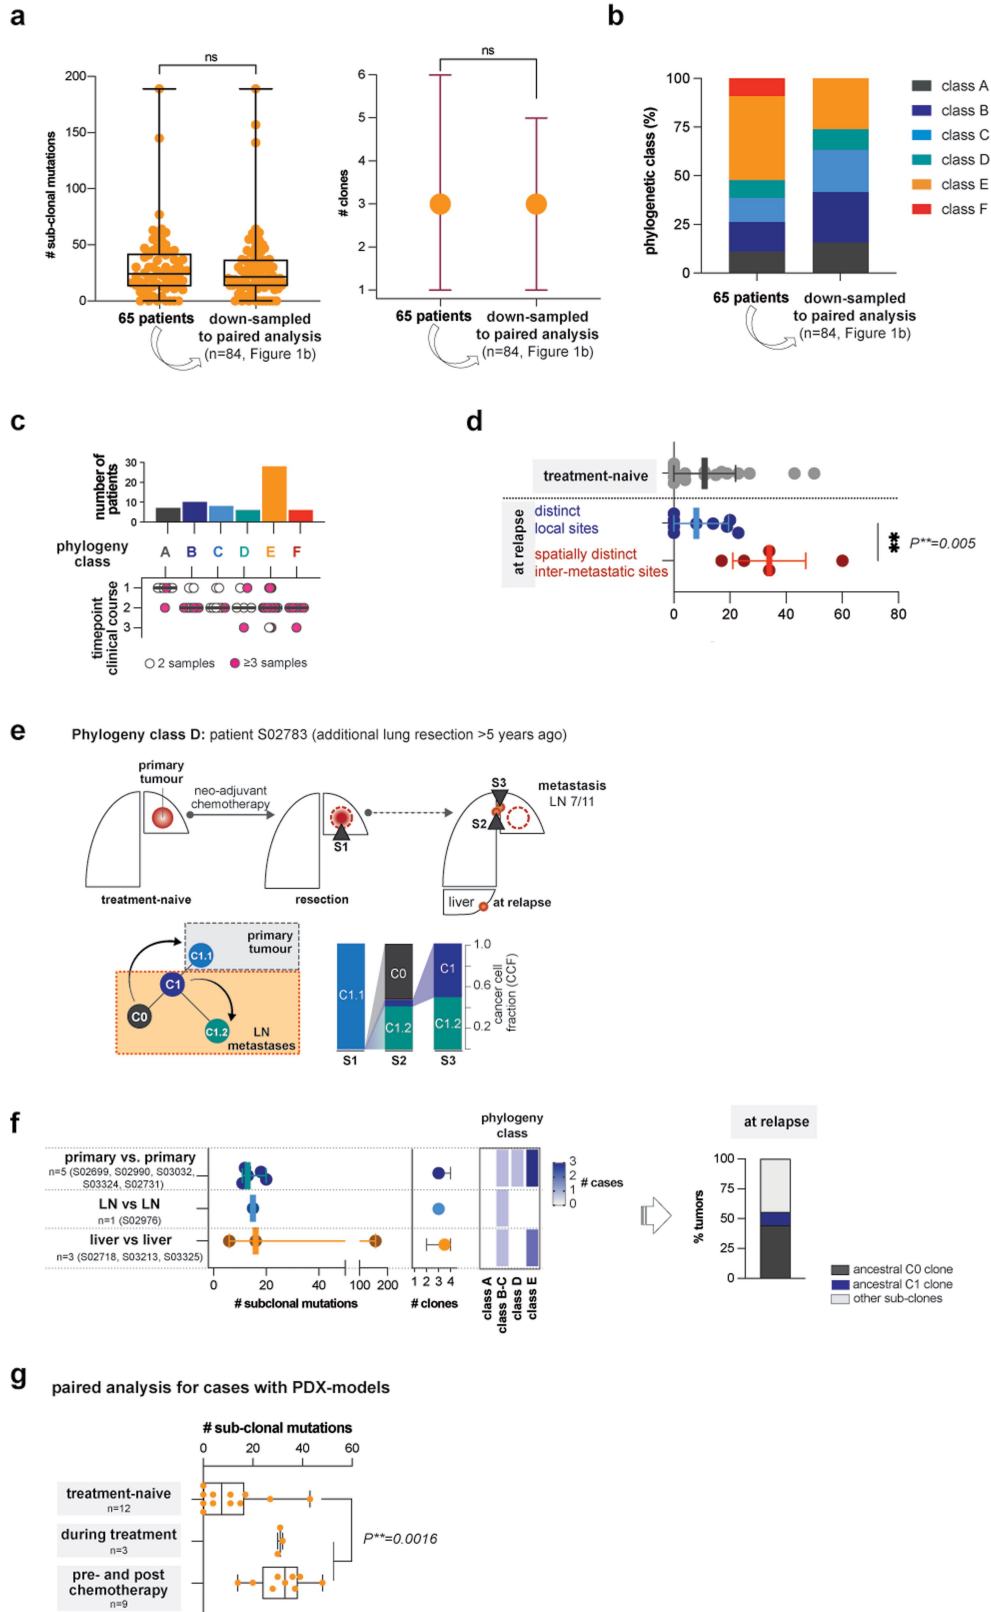 a
ns
200
150
100
50
0
# sub-clonal mutations
65 patients
down-sampled
to paired analysis
(n=84, Figure 1b)
ns
6
5
4
3
2
1
# clones
65 patients
down-sampled
to paired analysis
(n=84, Figure 1b)
b
100
75
50
25
0
phylogenetic class (%)
65 patients
down-sampled
to paired analysis
(n=84, Figure 1b)
class A
class B
class C
class D
class E
class F
c
number of
patients
30
20
10
0
phylogeny
class
A B C D E F
timepoint
clinical course
1
2
3
2 samples
≥3 samples
d
treatment-naive
at relapse
distinct
local sites
spatially distinct
inter-metastatic sites
** P**=0.005
0 20 40 60 80
e
Phylogeny class D: patient S02783 (additional lung resection >5 years ago)
primary
tumour
neo-adjuvant
chemotherapy
S1
S3
S2
metastasis
LN 7/11
liver
at relapse
treatment-naive
resection
primary
tumour
C1.1
C1
C0
C1.2
LN
metastases
C1.1
C0
C1.2
C1
C1.2
S1 S2 S3
1.0
0.6
0.2
cancer cell
fraction (CCF)
f
primary vs. primary
n=5 (S02699, S02990, S03032,
S03324, S02731)
LN vs LN
n=1 (S02976)
liver vs liver
n=3 (S02718, S03213, S03325)
0 20 40 100 200
# subclonal mutations
1 2 3 4
# clones
phylogeny
class
class A
class B-C
class D
class E
3
2
1
0
# cases
at relapse
100
75
50
25
0
% tumors
ancestral C0 clone
ancestral C1 clone
other sub-clones
g
paired analysis for cases with PDX-models
# sub-clonal mutations
0 20 40 60
treatment-naive
n=12
during treatment
n=3
pre- and post
chemotherapy
n=9
P**=0.0016